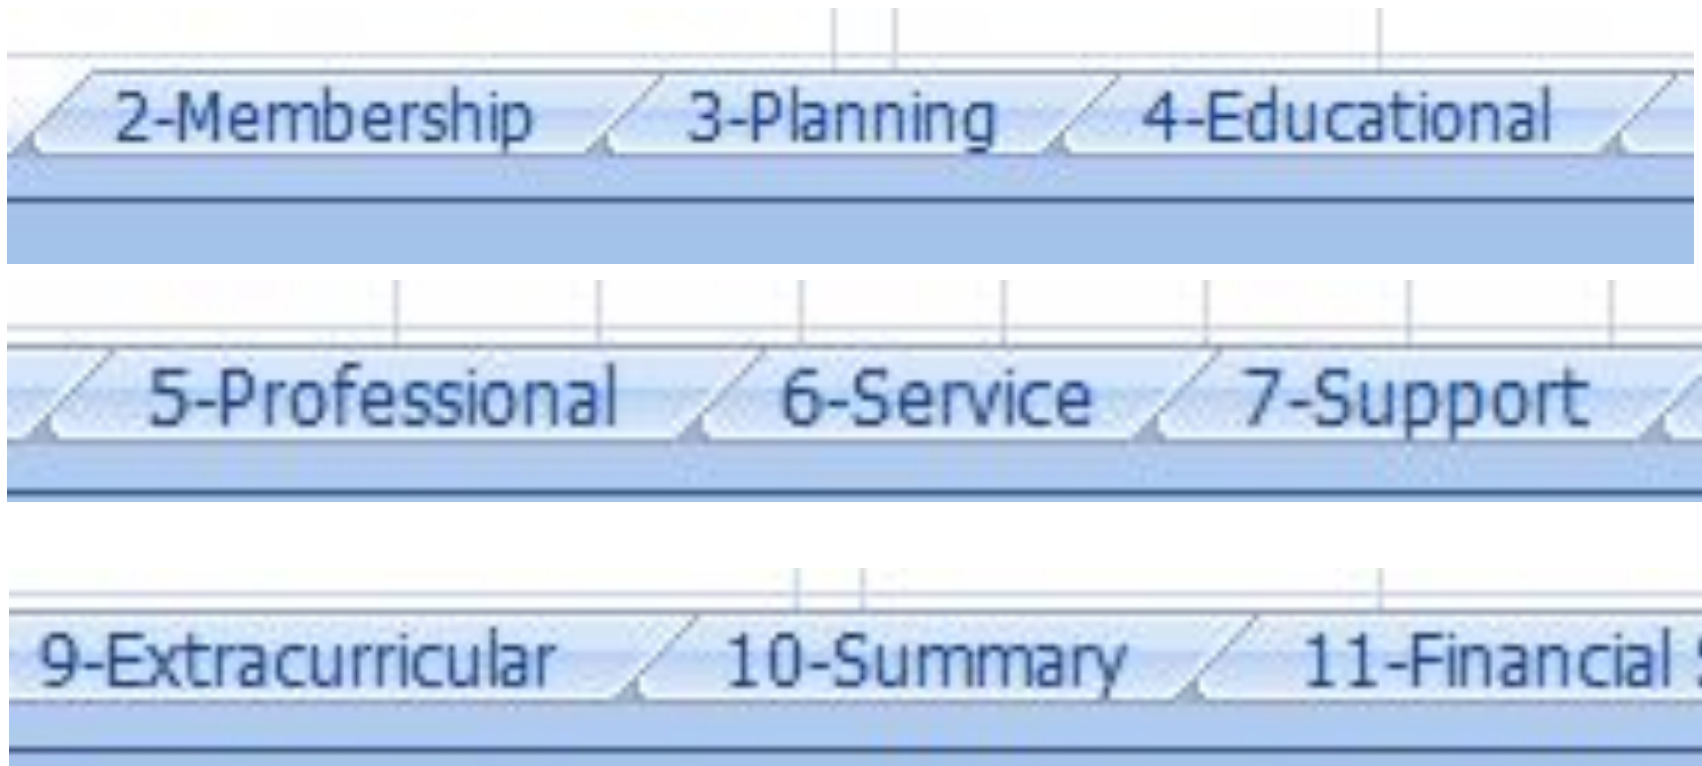 2-Membership 3-Planning 4-Educational
5-Professional 6-Service 7-Support
9-Extracurricular 10-Summary 11-Financial